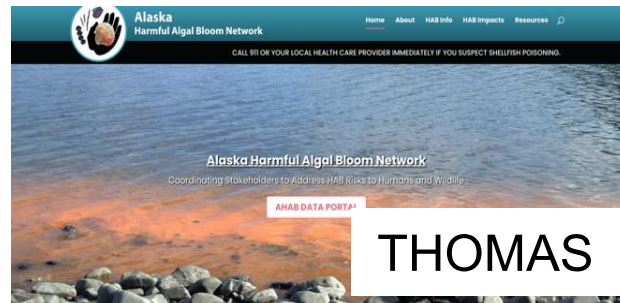 Alaska
Harmful Algal Bloom Network
Home About HAB Info HAB Impacts Resources
CALL 911 OR YOUR LOCAL HEALTH CARE PROVIDER IMMEDIATELY IF YOU SUSPECT SHELLFISH POISONING.
Alaska Harmful Algal Bloom Network
Coordinating Stakeholders to Address HAB Risks to Humans and Wildlife
AHAB DATA PORTAL
THOMAS